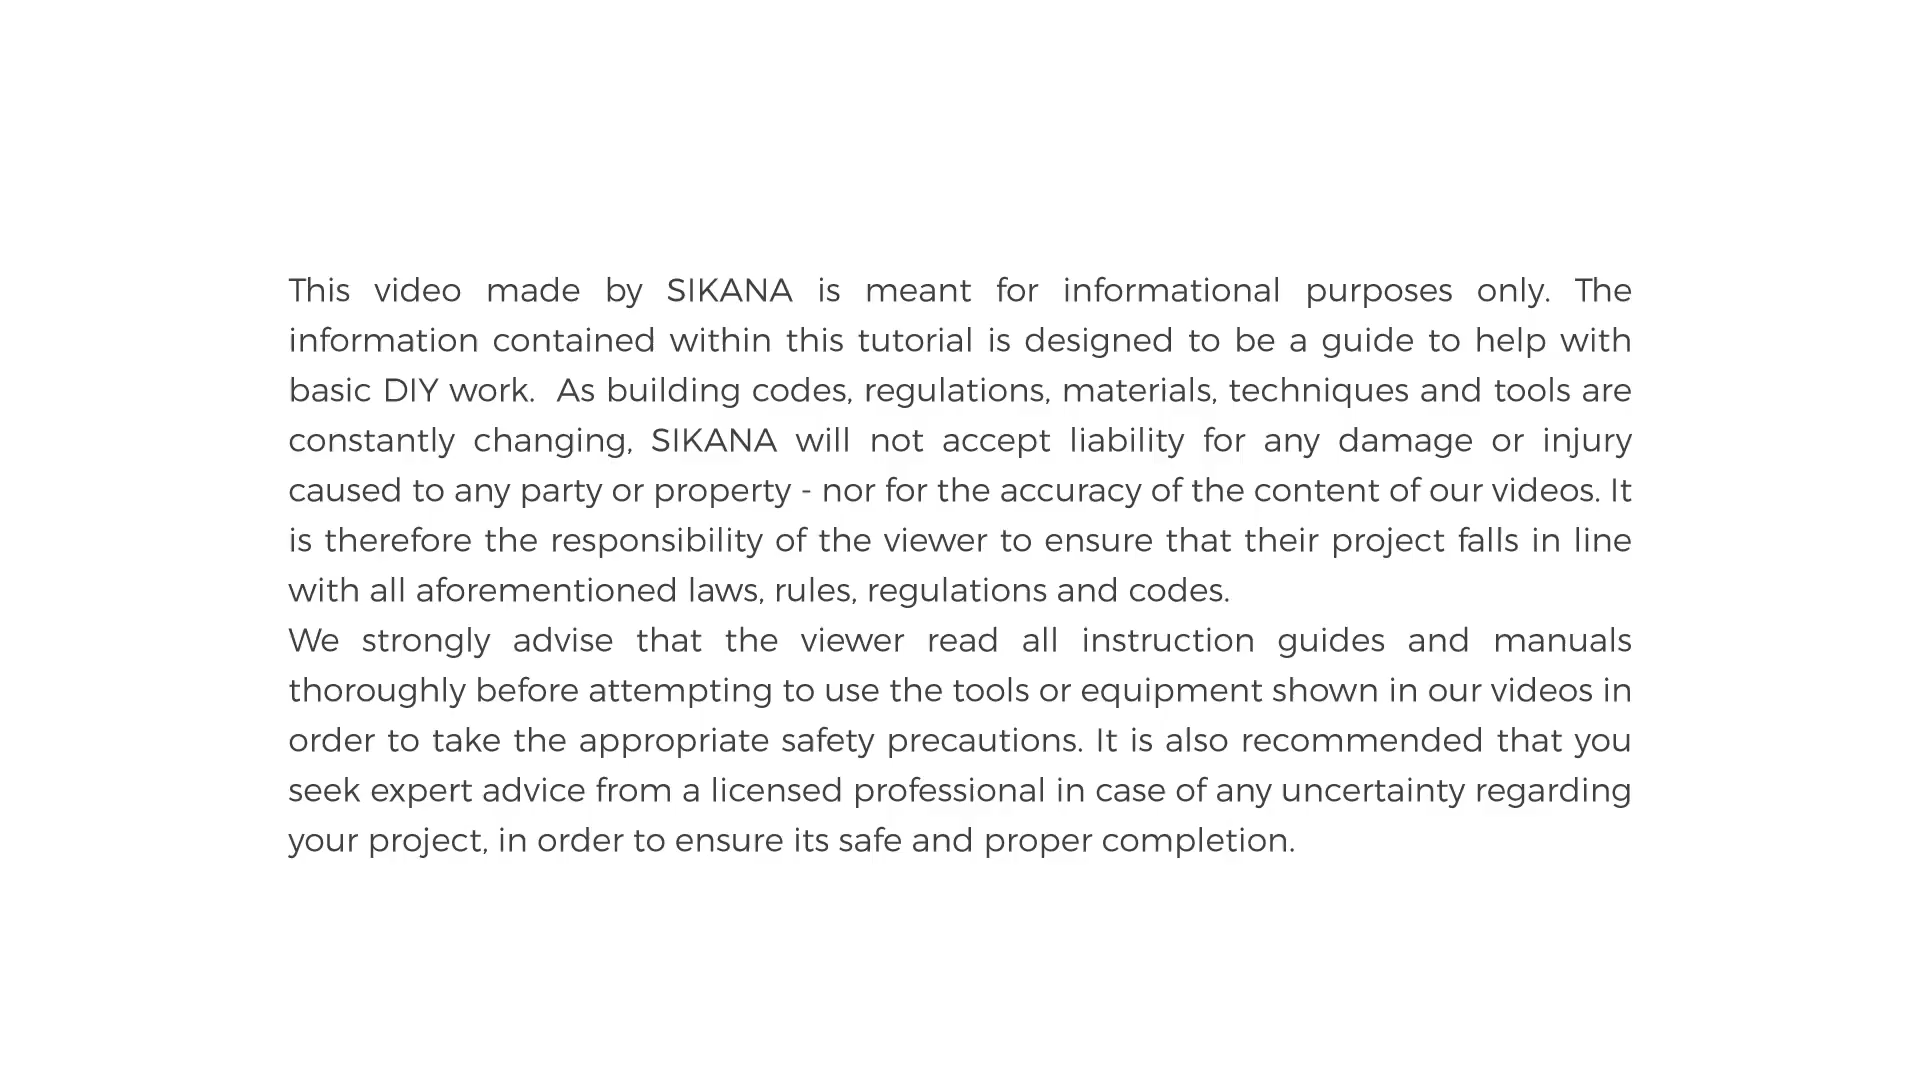 This video made by SIKANA is meant for informational purposes only. The
information contained within this tutorial is designed to be a guide to help with
basic DIY work.  As building codes, regulations, materials, techniques and tools are
constantly changing, SIKANA will not accept liability for any damage or injury
caused to any party or property - nor for the accuracy of the content of our videos. It
is therefore the responsibility of the viewer to ensure that their project falls in line
with all aforementioned laws, rules, regulations and codes.
We strongly advise that the viewer read all instruction guides and manuals
thoroughly before attempting to use the tools or equipment shown in our videos in
order to take the appropriate safety precautions. It is also recommended that you
seek expert advice from a licensed professional in case of any uncertainty regarding
your project, in order to ensure its safe and proper completion.